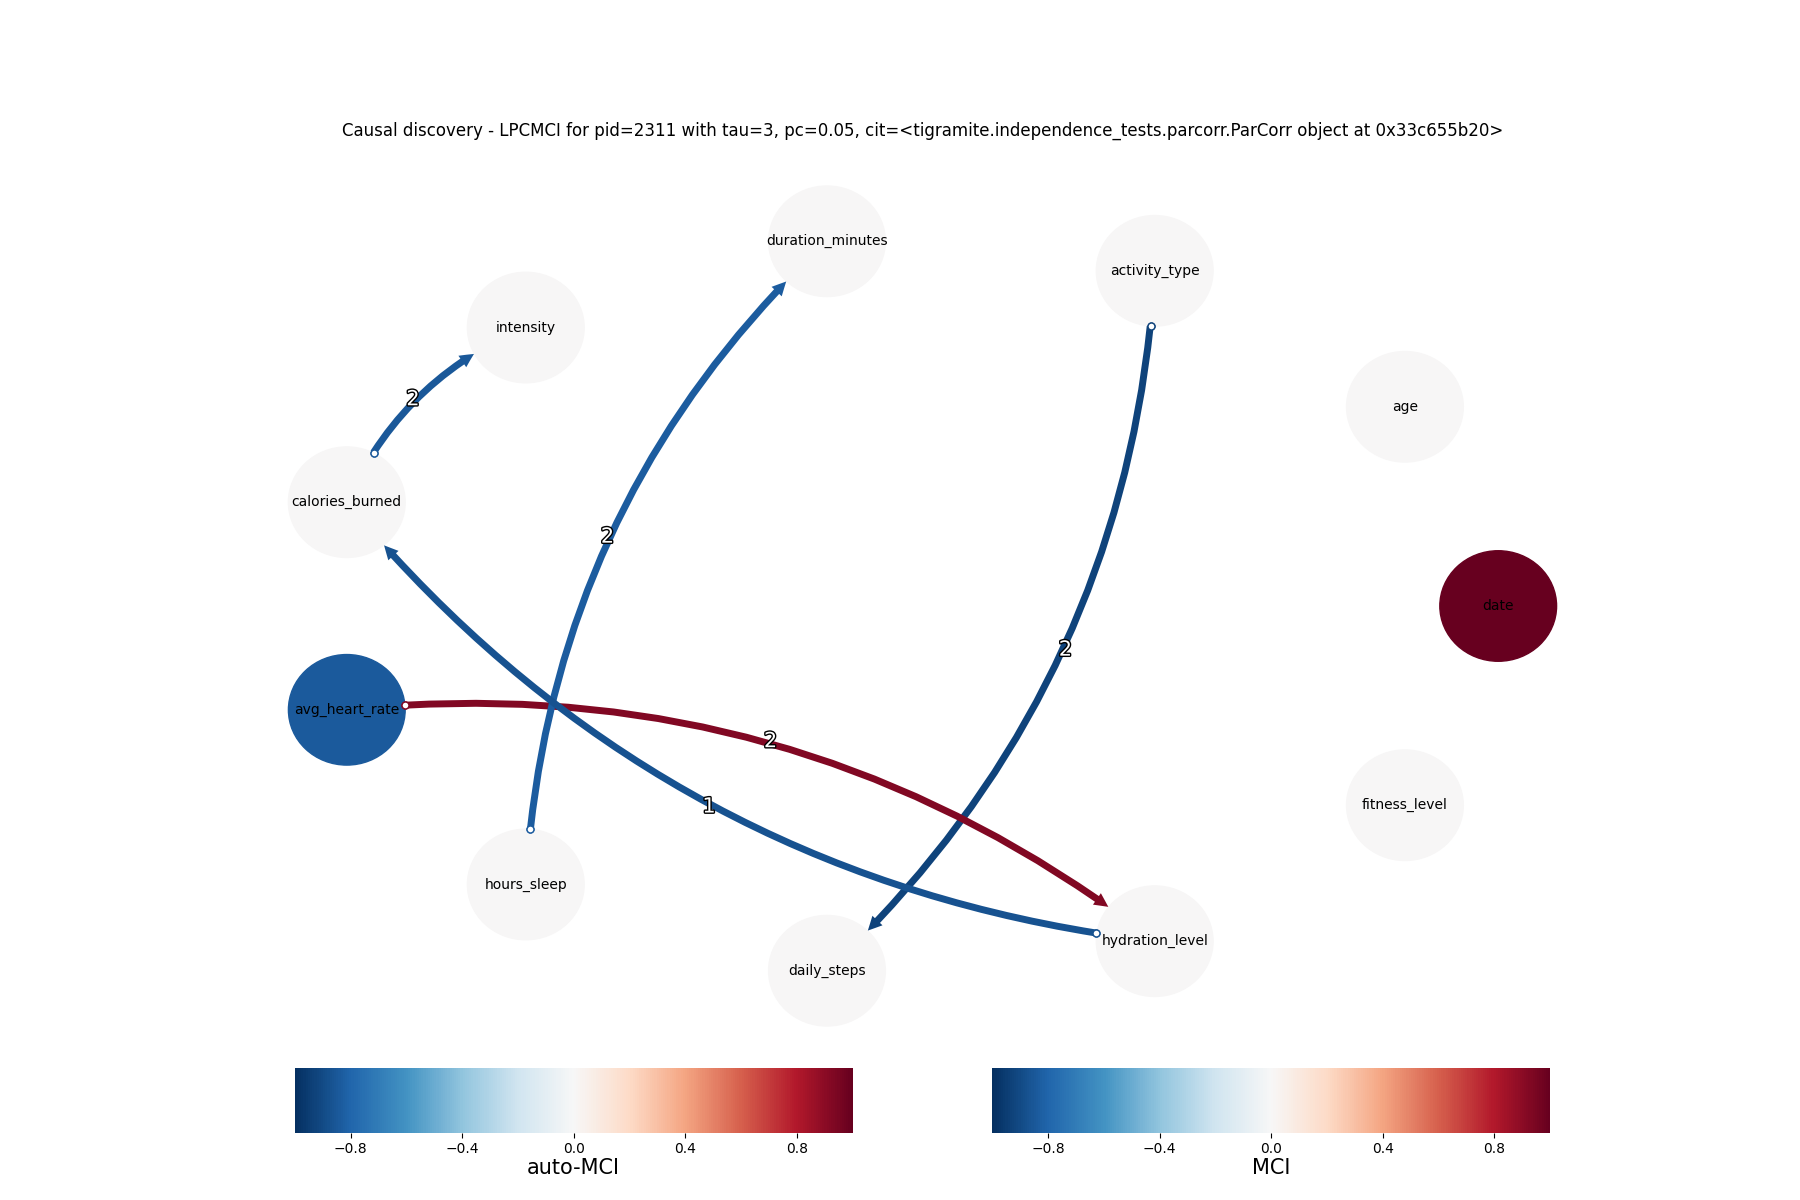 Causal discovery - LPCMCI for pid=2311 with tau=3, pc=0.05, cit=<tigramite.independence_tests.parcorr.ParCorr object at 0x33c655b20>
duration_minutes
activity_type
intensity
2
age
calories_burned
2
date
2
avg_heart_rate
2
1
fitness_level
hours_sleep
hydration_level
daily_steps
−0.8 −0.4 0.0 0.4 0.8
auto-MCI
−0.8 −0.4 0.0 0.4 0.8
MCI